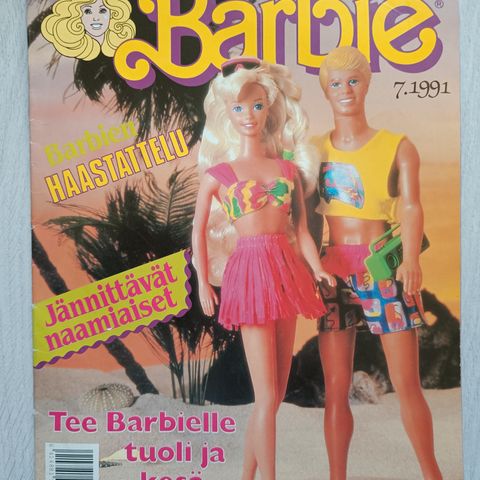 Barbie®
7.1991
Barbien
HAASTATTELU
Jännittävät
naamiaiset
Tee Barbielle
tuoli ja